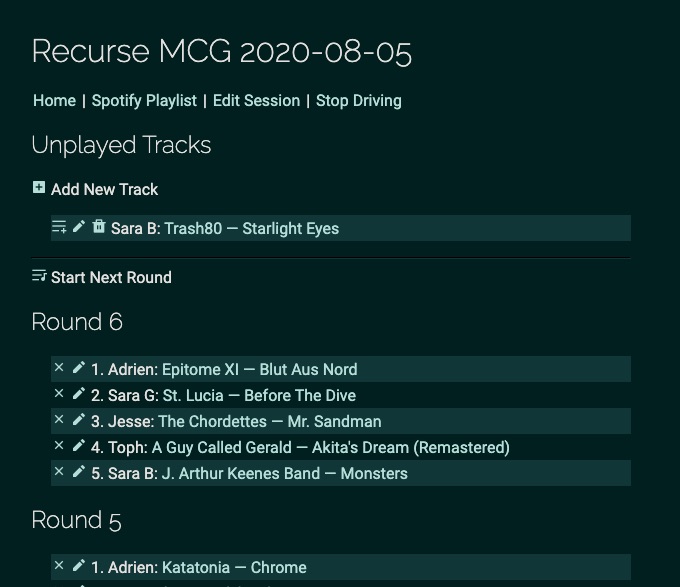 Recurse MCG 2020-08-05
Home | Spotify Playlist | Edit Session | Stop Driving
Unplayed Tracks
Add New Track
Sara B: Trash80 — Starlight Eyes
Start Next Round
Round 6
1. Adrien: Epitome XI — Blut Aus Nord
2. Sara G: St. Lucia — Before The Dive
3. Jesse: The Chordettes — Mr. Sandman
4. Toph: A Guy Called Gerald — Akita's Dream (Remastered)
5. Sara B: J. Arthur Keenes Band — Monsters
Round 5
1. Adrien: Katatonia — Chrome